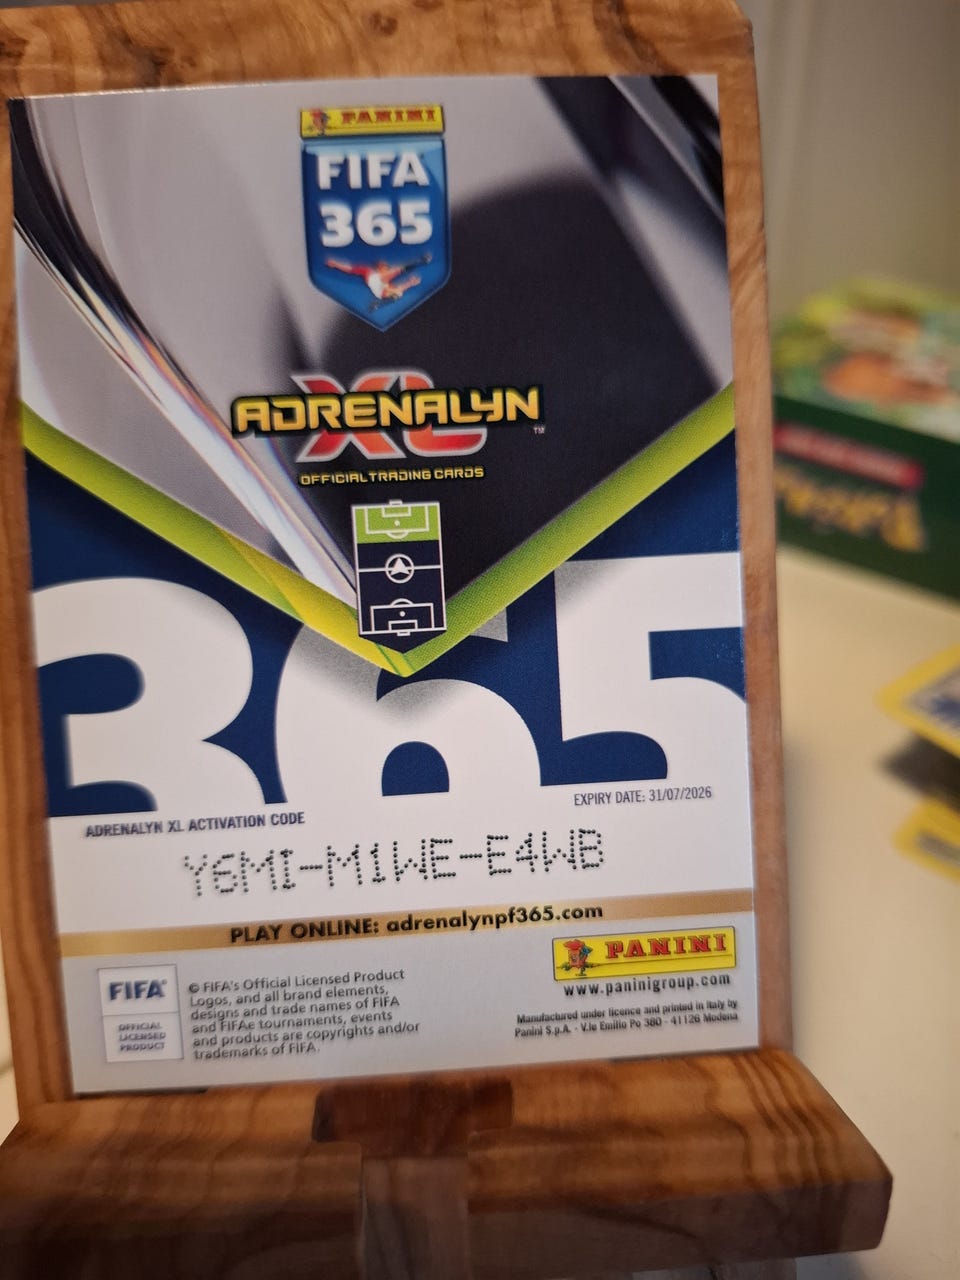 PANINI
FIFA
365
XL
ADRENALYN
TM
OFFICIAL TRADING CARDS
365
EXPIRY DATE: 31/07/2026
ADRENALYN XL ACTIVATION CODE
Y6MI-M1WE-E4WB
PLAY ONLINE: adrenalynpf365.com
PANINI
www.paninigroup.com
Manufactured under licence and printed in Italy by
Panini S.p.A. - V.le Emilio Po 380 - 41126 Modena
FIFA®
OFFICIAL
LICENSED
PRODUCT
© FIFA's Official Licensed Product
Logos, and all brand elements,
designs and trade names of FIFA
and FIFAe tournaments, events
and products are copyrights and/or
trademarks of FIFA.